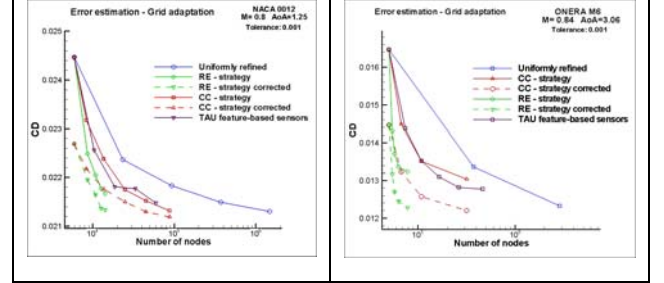 Error estimation - Grid adaptation
NACA 0012
M= 0.8 AoA=1.25
Tolerance: 0.001
Uniformly refined
RE - strategy
RE - strategy corrected
CC - strategy
CC - strategy corrected
TAU feature-based sensors
CD
0.025
0.024
0.023
0.022
0.021
Number of nodes
Error estimation - Grid adaptation
ONERA M6
M= 0.84 AoA=3.06
Tolerance: 0.001
Uniformly refined
CC - strategy
CC - strategy corrected
RE - strategy
RE - strategy corrected
TAU feature-based sensors
CD
0.016
0.015
0.014
0.013
0.012
Number of nodes